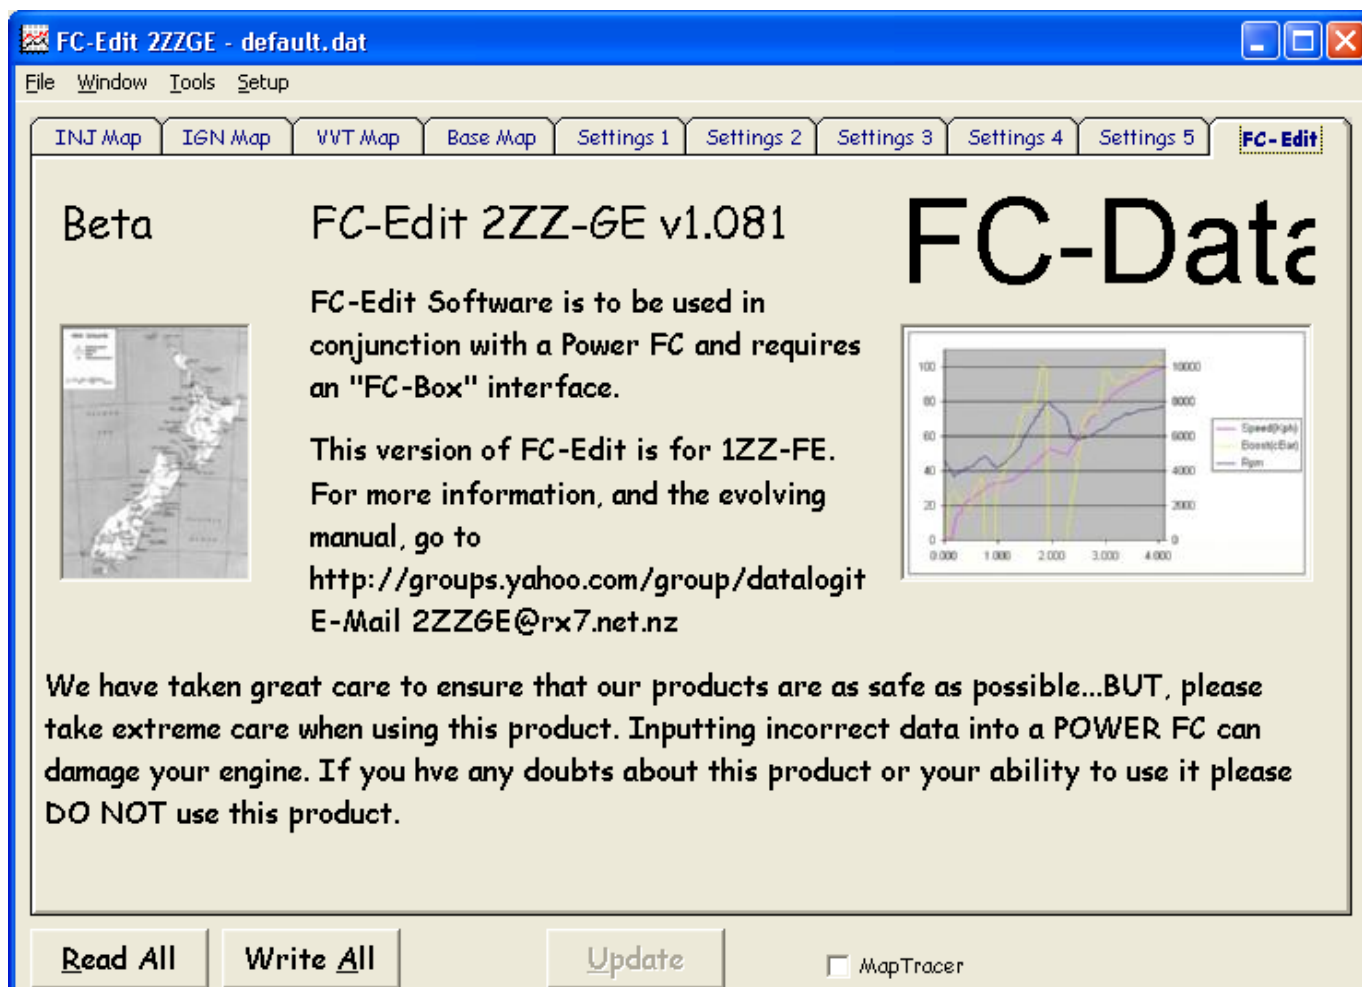 FC-Edit 2ZZGE - default.dat
File Window Tools Setup
INJ Map IGN Map VVT Map Base Map Settings 1 Settings 2 Settings 3 Settings 4 Settings 5 FC-Edit
Beta
FC-Edit 2ZZ-GE v1.081
FC-Data
FC-Edit Software is to be used in
conjunction with a Power FC and requires
an "FC-Box" interface.
This version of FC-Edit is for 1ZZ-FE.
For more information, and the evolving
manual, go to
http://groups.yahoo.com/group/datalogit
E-Mail 2ZZGE@rx7.net.nz
100
80
60
40
20
0
10000
8000
6000
4000
2000
0
0.000 1.000 2.000 3.000 4.000
Speed(Kph)
Boost(cBar)
Rpm
We have taken great care to ensure that our products are as safe as possible...BUT, please
take extreme care when using this product. Inputting incorrect data into a POWER FC can
damage your engine. If you hve any doubts about this product or your ability to use it please
DO NOT use this product.
Read All Write All Update MapTracer